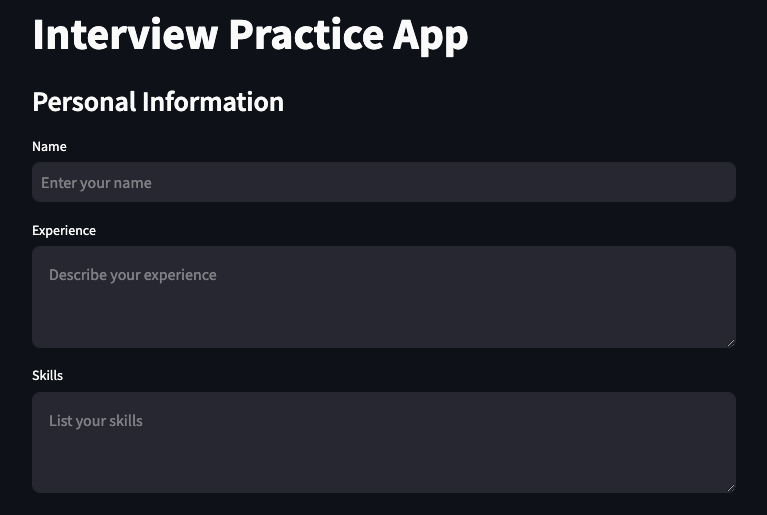 Interview Practice App
Personal Information
Name
Enter your name
Experience
Describe your experience
Skills
List your skills